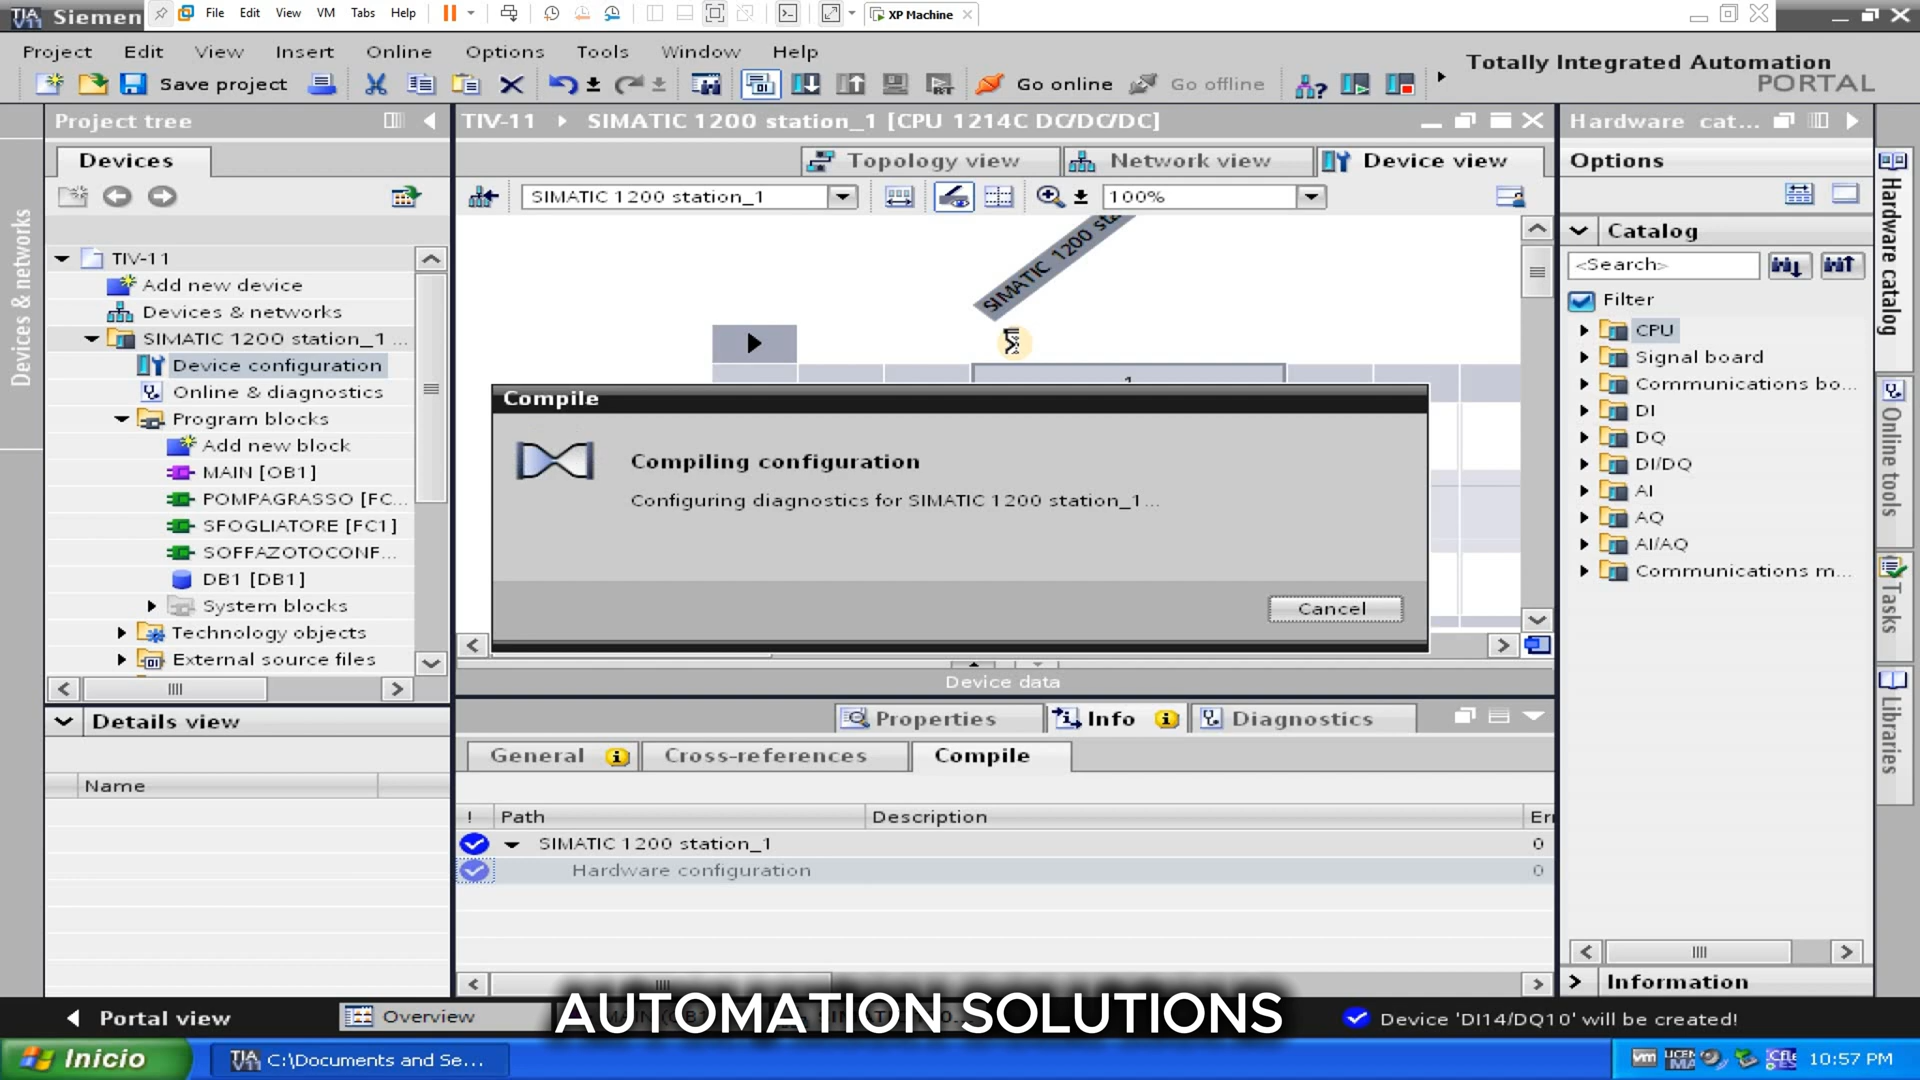 Siemen
File Edit View VM Tabs Help
XP Machine
Project Edit View Insert Online Options Tools Window Help
Totally Integrated Automation
PORTAL
Save project
Go online
Go offline
Project tree
TIV-11 SIMATIC 1200 station_1 [CPU 1214C DC/DC/DC]
Hardware cat...
Devices
Topology view
Network view
Device view
Options
SIMATIC 1200 station_1
100%
Devices & networks
Hardware catalog
Online tools
Tasks
Libraries
TIV-11
Add new device
Devices & networks
SIMATIC 1200 station_1 ...
Device configuration
Online & diagnostics
Program blocks
Add new block
MAIN [OB1]
POMPAGRASSO [FC...
SFOGLIATORE [FC1]
SOFFAZOTOCONF...
DB1 [DB1]
System blocks
Technology objects
External source files
SIMATIC 1200 sta
1
Catalog
<Search>
Filter
CPU
Signal board
Communications bo...
DI
DQ
DI/DQ
AI
AQ
AI/AQ
Communications m...
Compile
Compiling configuration
Configuring diagnostics for SIMATIC 1200 station_1...
Cancel
Device data
Details view
Name
Properties
Info
Diagnostics
General
Cross-references
Compile
! Path Description Err
SIMATIC 1200 station_1 0
Hardware configuration 0
Information
Portal view
Overview
AUTOMATION SOLUTIONS
Device 'DI14/DQ10' will be created!
Inicio
C:\Documents and Se...
10:57 PM